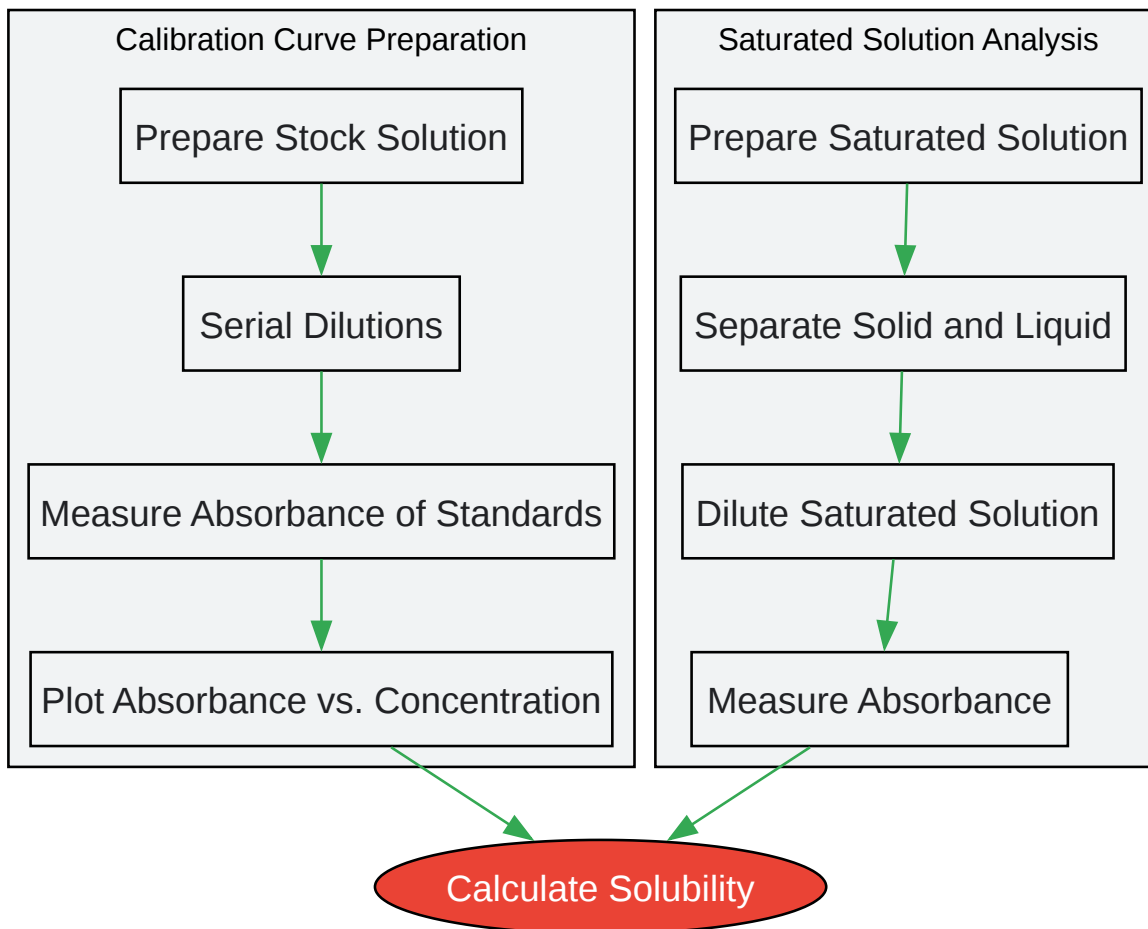 Calibration Curve Preparation
Prepare Stock Solution
Serial Dilutions
Measure Absorbance of Standards
Plot Absorbance vs. Concentration
Saturated Solution Analysis
Prepare Saturated Solution
Separate Solid and Liquid
Dilute Saturated Solution
Measure Absorbance
Calculate Solubility